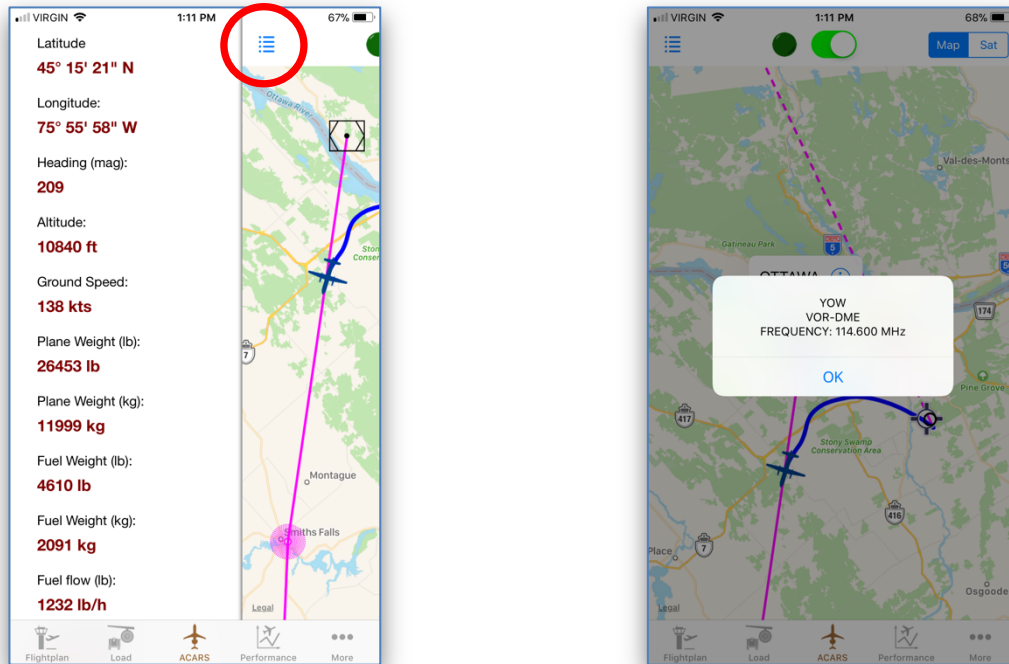 VIRGIN 1:11 PM 67%
Latitude
45° 15' 21" N
Longitude:
75° 55' 58" W
Heading (mag):
209
Altitude:
10840 ft
Ground Speed:
138 kts
Plane Weight (lb):
26453 lb
Plane Weight (kg):
11999 kg
Fuel Weight (lb):
4610 lb
Fuel Weight (kg):
2091 kg
Fuel flow (lb):
1232 lb/h
Ottawa River
Stony
Conser
7
Montague
Smiths Falls
Legal
Flightplan Load ACARS Performance More
VIRGIN 1:11 PM 68%
Map Sat
Val-des-Monts
Gatineau Park
5
OTTAWA
174
YOW
VOR-DME
FREQUENCY: 114.600 MHz
OK
Pine Grove
417
Stony Swamp
Conservation Area
416
Place
7
Osgoode
Legal
Flightplan Load ACARS Performance More